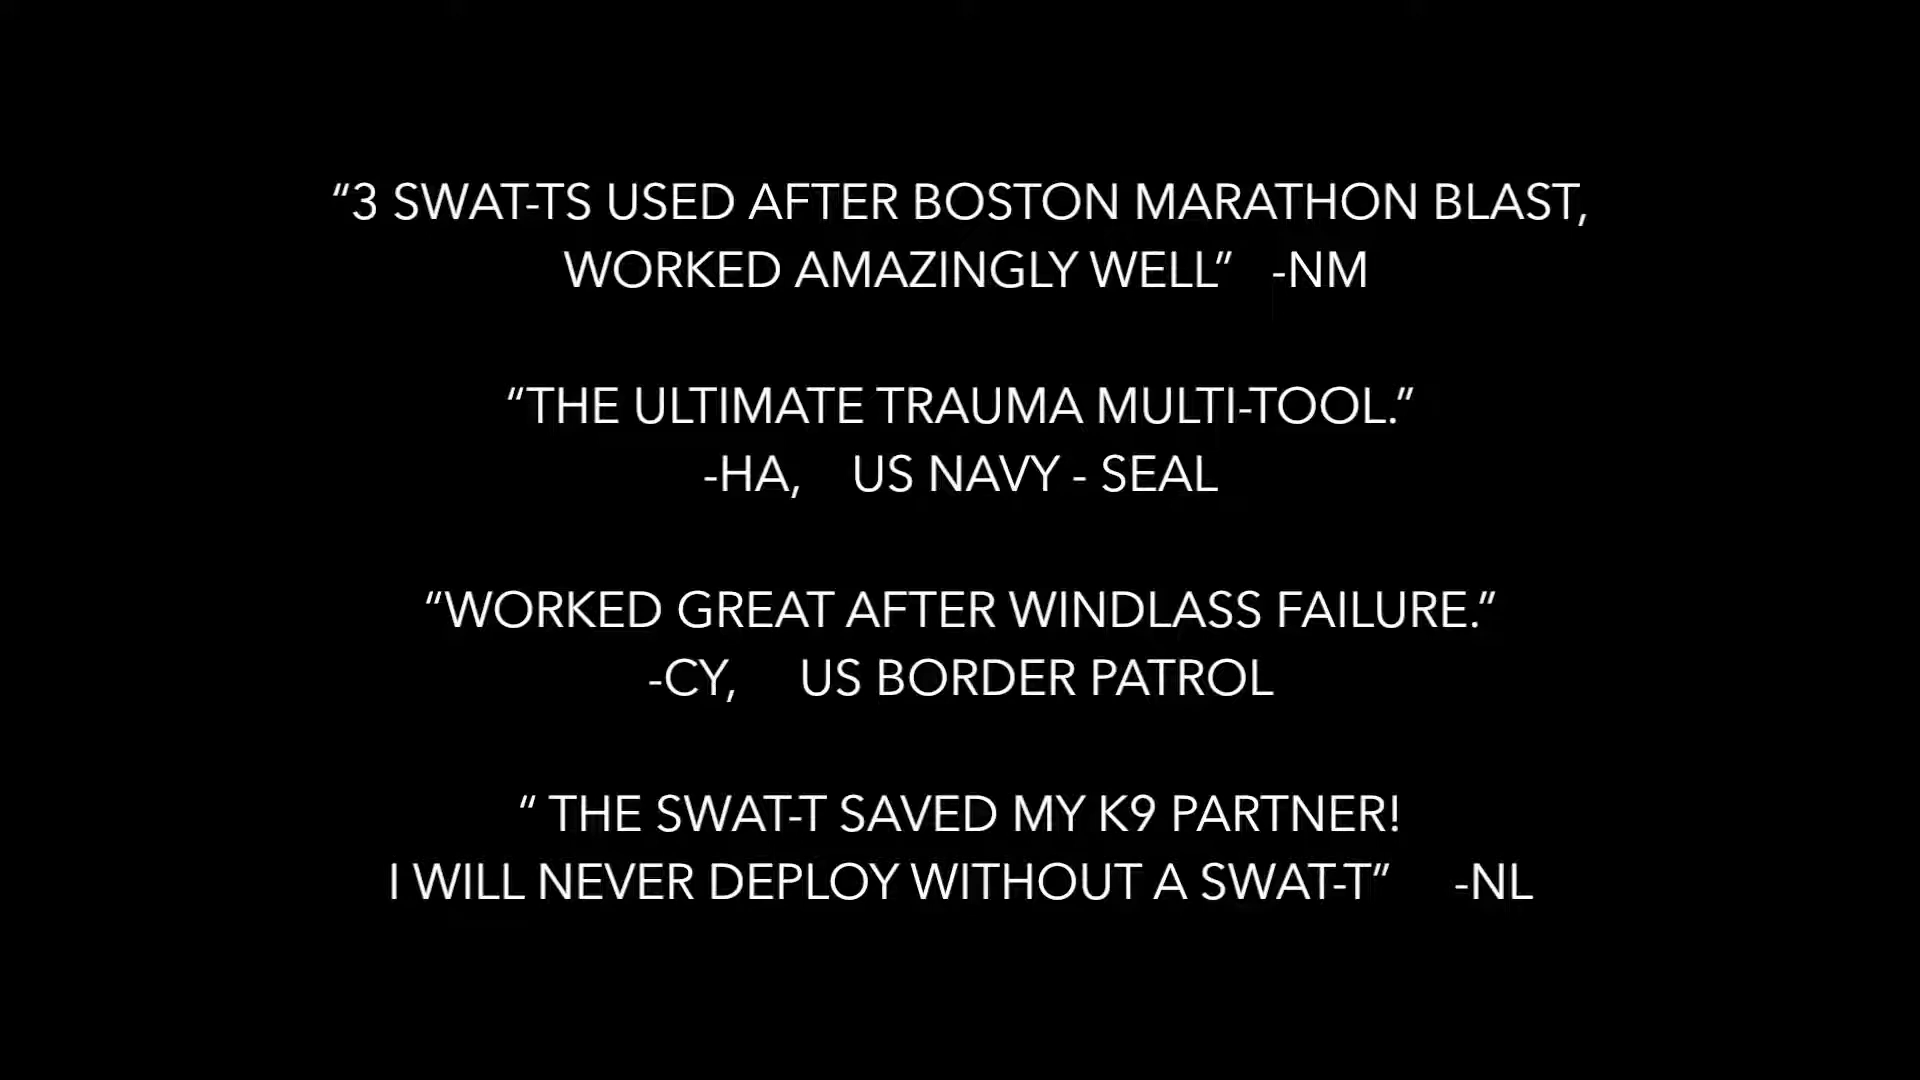 “3 SWAT-TS USED AFTER BOSTON MARATHON BLAST,
WORKED AMAZINGLY WELL” -NM
“THE ULTIMATE TRAUMA MULTI-TOOL.”
-HA, US NAVY - SEAL
“WORKED GREAT AFTER WINDLASS FAILURE.”
-CY, US BORDER PATROL
“ THE SWAT-T SAVED MY K9 PARTNER!
I WILL NEVER DEPLOY WITHOUT A SWAT-T” -NL